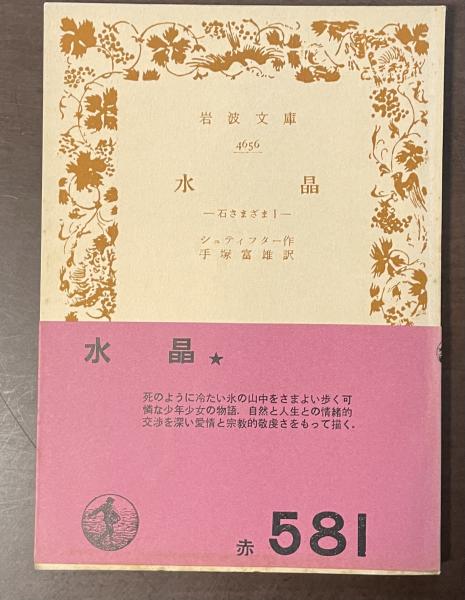 岩波文庫
4656
水晶
―石さまざまⅠ―
シュティフター作
手塚富雄訳
水晶★
死のように冷たい氷の山中をさまよい歩く可
憐な少年少女の物語．自然と人生との情緒的
交渉を深い愛情と宗教的敬虔さをもって描く．
赤 581